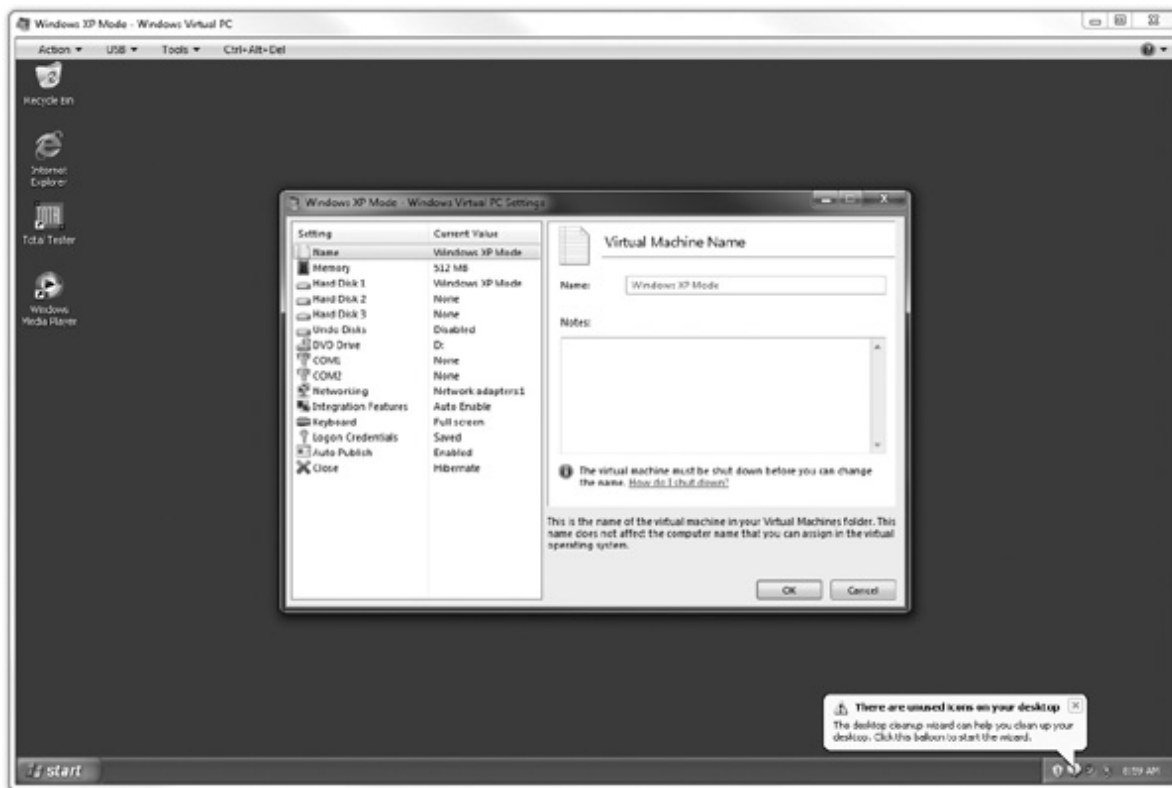 Windows XP Mode - Windows Virtual PC
Action USB Tools Ctrl+Alt+Del
Recycle Bin
Internet
Explorer
Total Tester
Windows
Media Player
Windows XP Mode - Windows Virtual PC Settings
Setting Current Value
Name Windows XP Mode
Memory 512 MB
Hard Disk 1 Windows XP Mode
Hard Disk 2 None
Hard Disk 3 None
Undo Disks Disabled
DVD Drive D:
COM1 None
COM2 None
Networking Network adapters:1
Integration Features Auto Enable
Keyboard Full screen
Logon Credentials Saved
Auto Publish Enabled
Close Hibernate
Virtual Machine Name
Name: Windows XP Mode
Notes:
The virtual machine must be shut down before you can change
the name. How do I shut down?
This is the name of the virtual machine in your Virtual Machines folder. This
name does not affect the computer name that you can assign in the virtual
operating system.
OK Cancel
There are unused icons on your desktop
The desktop cleanup wizard can help you clean up your
desktop. Click this balloon to start the wizard.
start
8:59 AM